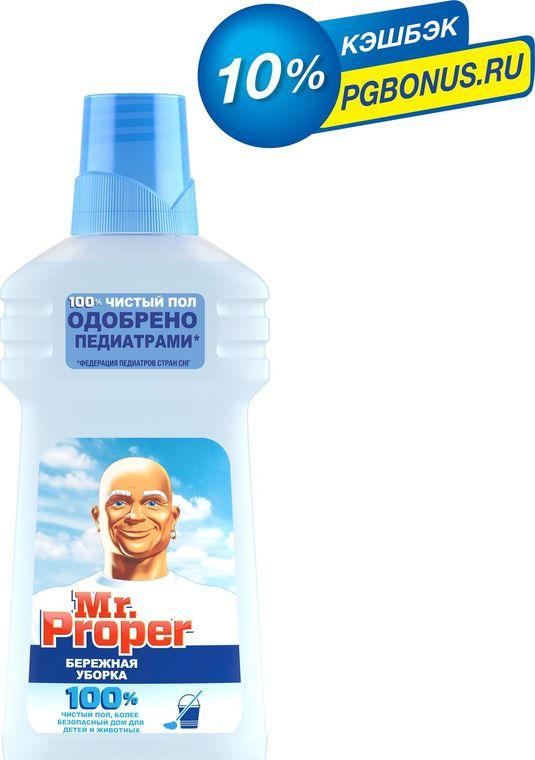 10% КЭШБЭК
PGBONUS.RU
100% ЧИСТЫЙ ПОЛ
ОДОБРЕНО
ПЕДИАТРАМИ*
*ФЕДЕРАЦИЯ ПЕДИАТРОВ СТРАН СНГ
Mr.
Proper
БЕРЕЖНАЯ
УБОРКА
100%
ЧИСТЫЙ ПОЛ, БОЛЕЕ
БЕЗОПАСНЫЙ ДОМ ДЛЯ
ДЕТЕЙ И ЖИВОТНЫХ